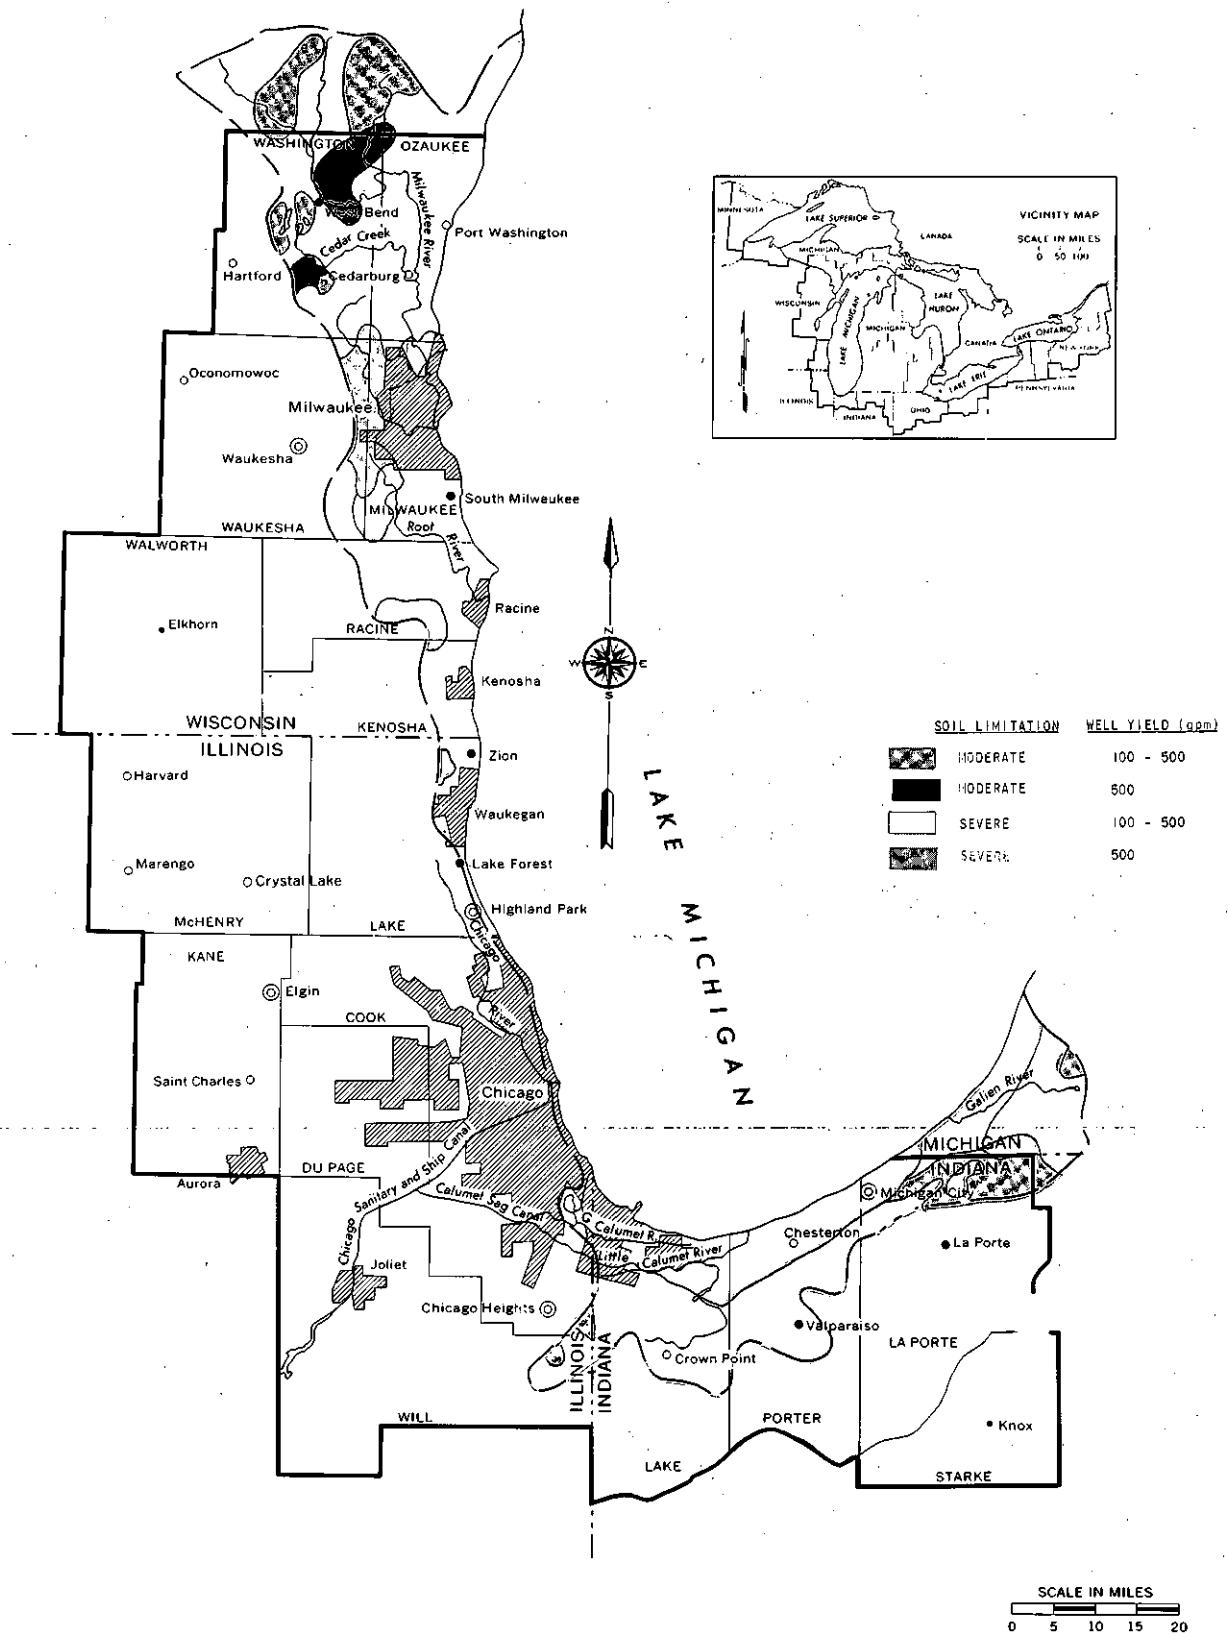 WASHINGTON
OZAUKEE
Milwaukee River
West Bend
Cedar Creek
Port Washington
Hartford
Cedarburg
Oconomowoc
Milwaukee
Waukesha
South Milwaukee
MILWAUKEE
WAUKESHA
Root
River
WALWORTH
Racine
Elkhorn
RACINE
Kenosha
WISCONSIN
KENOSHA
ILLINOIS
Zion
Harvard
Waukegan
Marengo
Lake Forest
Crystal Lake
Highland Park
McHENRY
LAKE
Chicago
River
KANE
Elgin
COOK
Saint Charles
Chicago
DU PAGE
Aurora
Chicago Sanitary and Ship Canal
Calumet Sag Canal
G. Calumet R.
Little Calumet River
Joliet
Chicago Heights
ILLINOIS
INDIANA
Crown Point
WILL
LAKE
PORTER
Valparaiso
LA PORTE
Knox
STARKE
Chesterton
La Porte
Michigan City
MICHIGAN
INDIANA
Galien River
LAKE MICHIGAN
N
W
E
S
MINNESOTA
LAKE SUPERIOR
VICINITY MAP
SCALE IN MILES
0 50 100
CANADA
MICHIGAN
WISCONSIN
LAKE MICHIGAN
MICHIGAN
LAKE HURON
CANADA
LAKE ONTARIO
NEW YORK
LAKE ERIE
PENNSYLVANIA
ILLINOIS
INDIANA
OHIO
SOIL LIMITATION WELL YIELD (gpm)
MODERATE 100 - 500
MODERATE 500
SEVERE 100 - 500
SEVERE 500
SCALE IN MILES
0 5 10 15 20